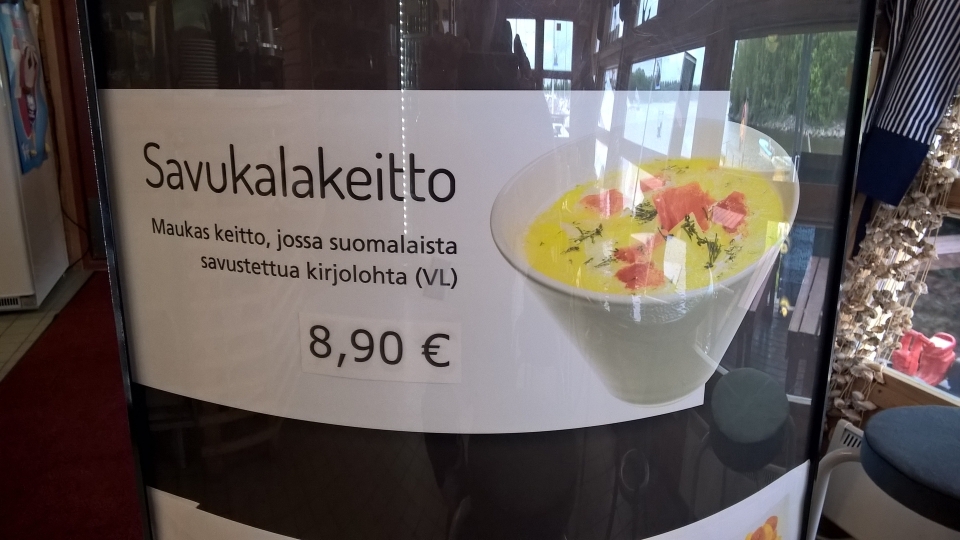 Savukalakeitto
Maukas keitto, jossa suomalaista
savustettua kirjolohta (VL)
8,90 €